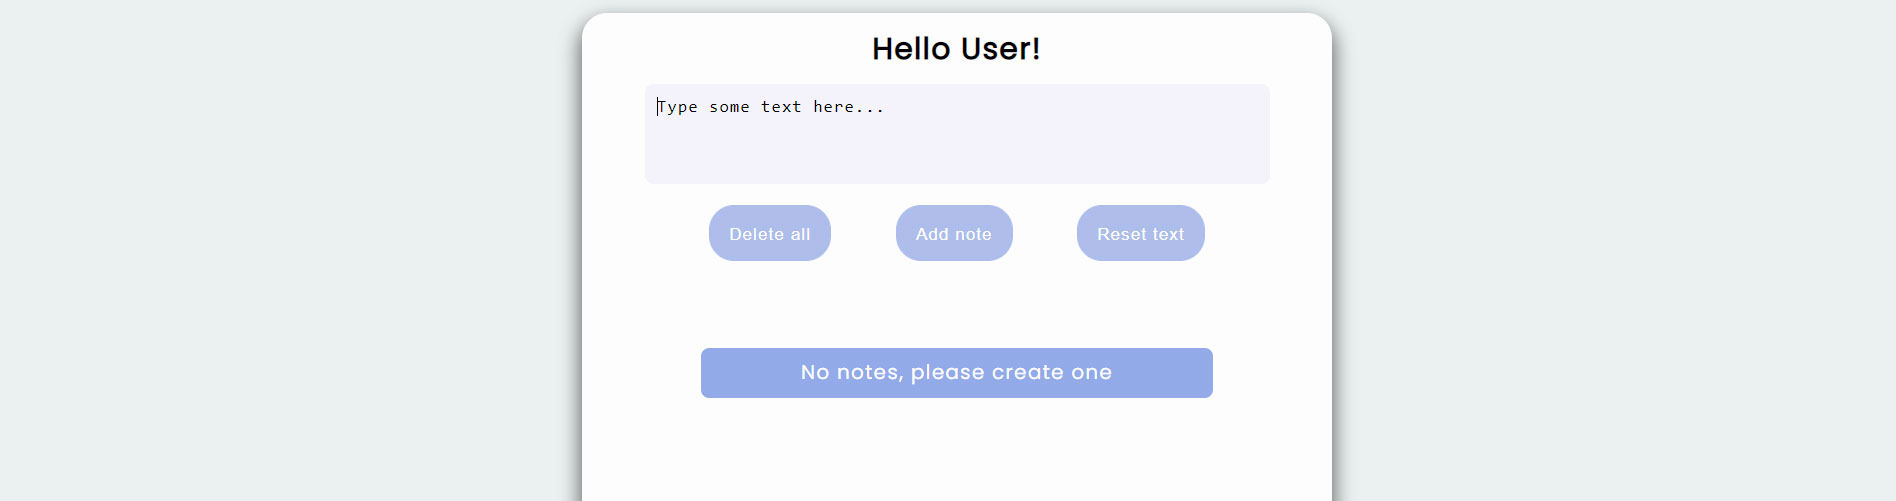 Hello User!
Type some text here...
Delete all
Add note
Reset text
No notes, please create one